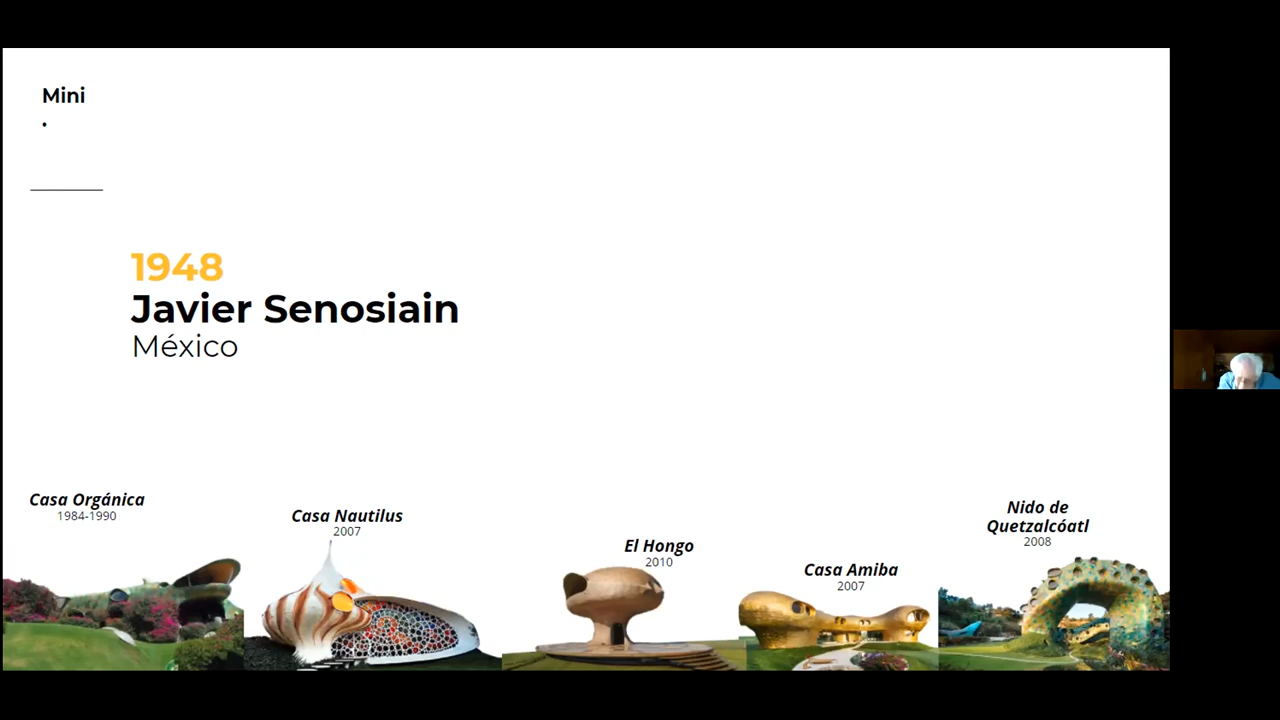 Mini
.
1948
Javier Senosiain
México
Casa Orgánica
1984-1990
Casa Nautilus
2007
El Hongo
2010
Casa Amiba
2007
Nido de
Quetzalcóatl
2008